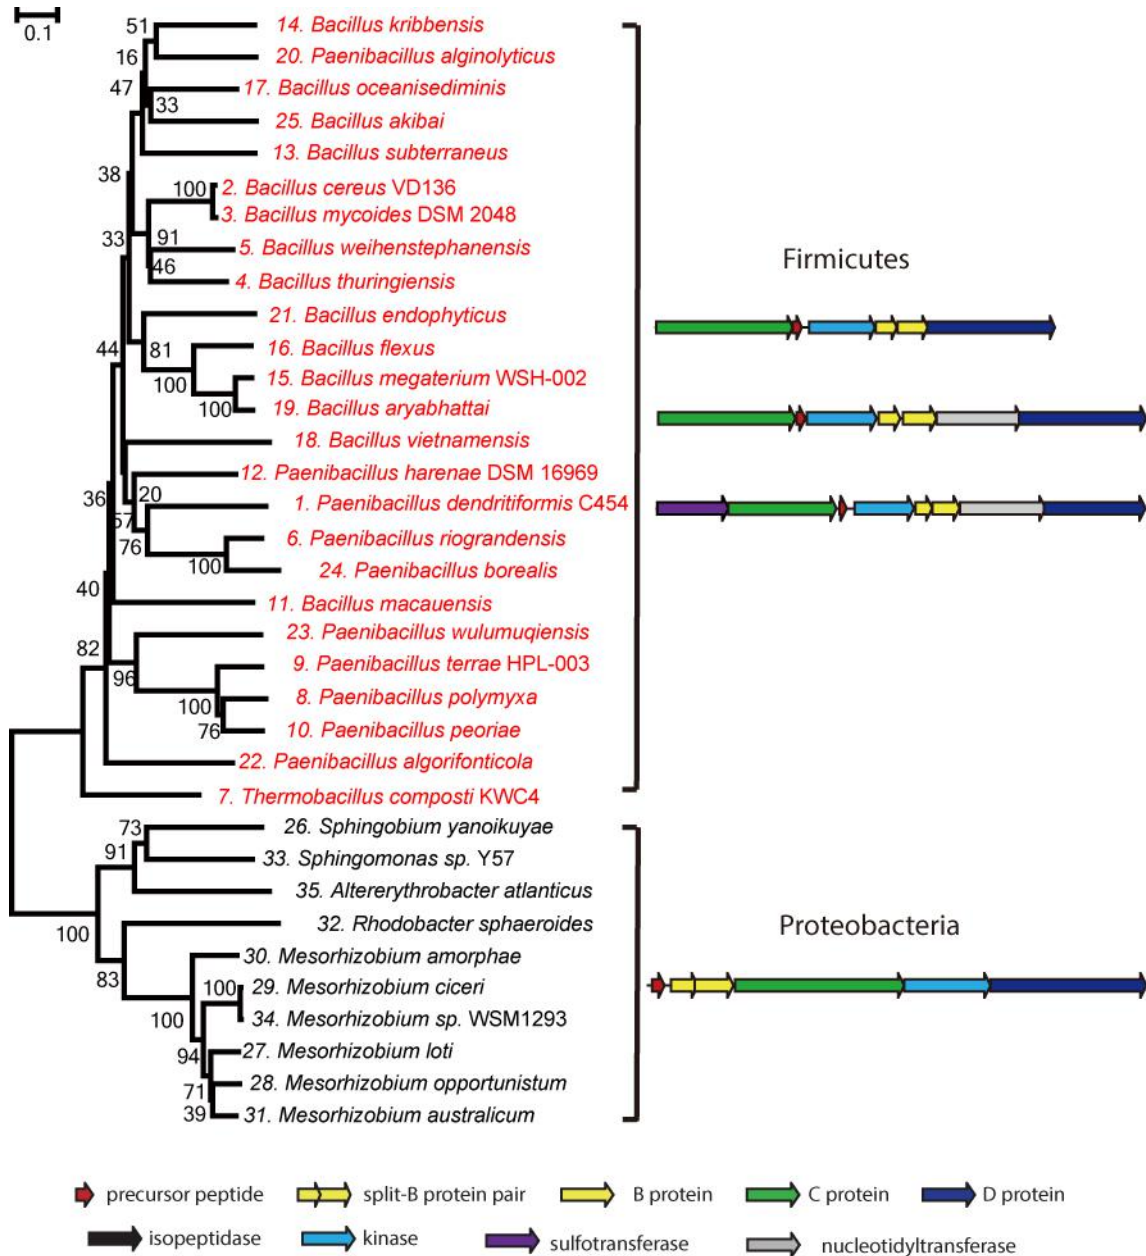 0.1
51
14. Bacillus kribbensis
16
20. Paenibacillus alginolyticus
47
17. Bacillus oceanisediminis
33
25. Bacillus akibai
13. Bacillus subterraneus
38
100
2. Bacillus cereus VD136
3. Bacillus mycoides DSM 2048
33
91
5. Bacillus weihenstephanensis
46
4. Bacillus thuringiensis
Firmicutes
21. Bacillus endophyticus
44
81
16. Bacillus flexus
100
15. Bacillus megaterium WSH-002
100
19. Bacillus aryabhattai
18. Bacillus vietnamensis
12. Paenibacillus harenae DSM 16969
36
20
1. Paenibacillus dendritiformis C454
57
76
6. Paenibacillus riograndensis
100
24. Paenibacillus borealis
40
11. Bacillus macauensis
23. Paenibacillus wulumuqiensis
82
96
9. Paenibacillus terrae HPL-003
100
8. Paenibacillus polymyxa
76
10. Paenibacillus peoriae
22. Paenibacillus algorifonticola
7. Thermobacillus composti KWC4
73
26. Sphingobium yanoikuyae
91
33. Sphingomonas sp. Y57
35. Altererythrobacter atlanticus
100
32. Rhodobacter sphaeroides
Proteobacteria
83
30. Mesorhizobium amorphae
100
29. Mesorhizobium ciceri
100
34. Mesorhizobium sp. WSM1293
94
27. Mesorhizobium loti
71
28. Mesorhizobium opportunistum
39
31. Mesorhizobium australicum
precursor peptide
split-B protein pair
B protein
C protein
D protein
isopeptidase
kinase
sulfotransferase
nucleotidyltransferase